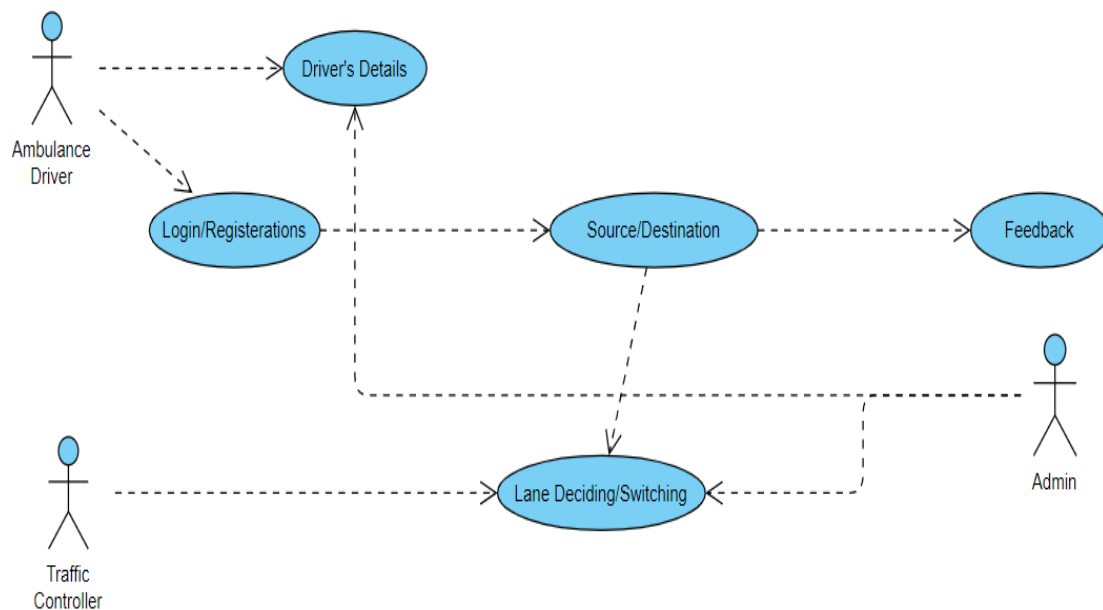 Driver's Details
Ambulance
Driver
Login/Registerations
Source/Destination
Feedback
Admin
Lane Deciding/Switching
Traffic
Controller